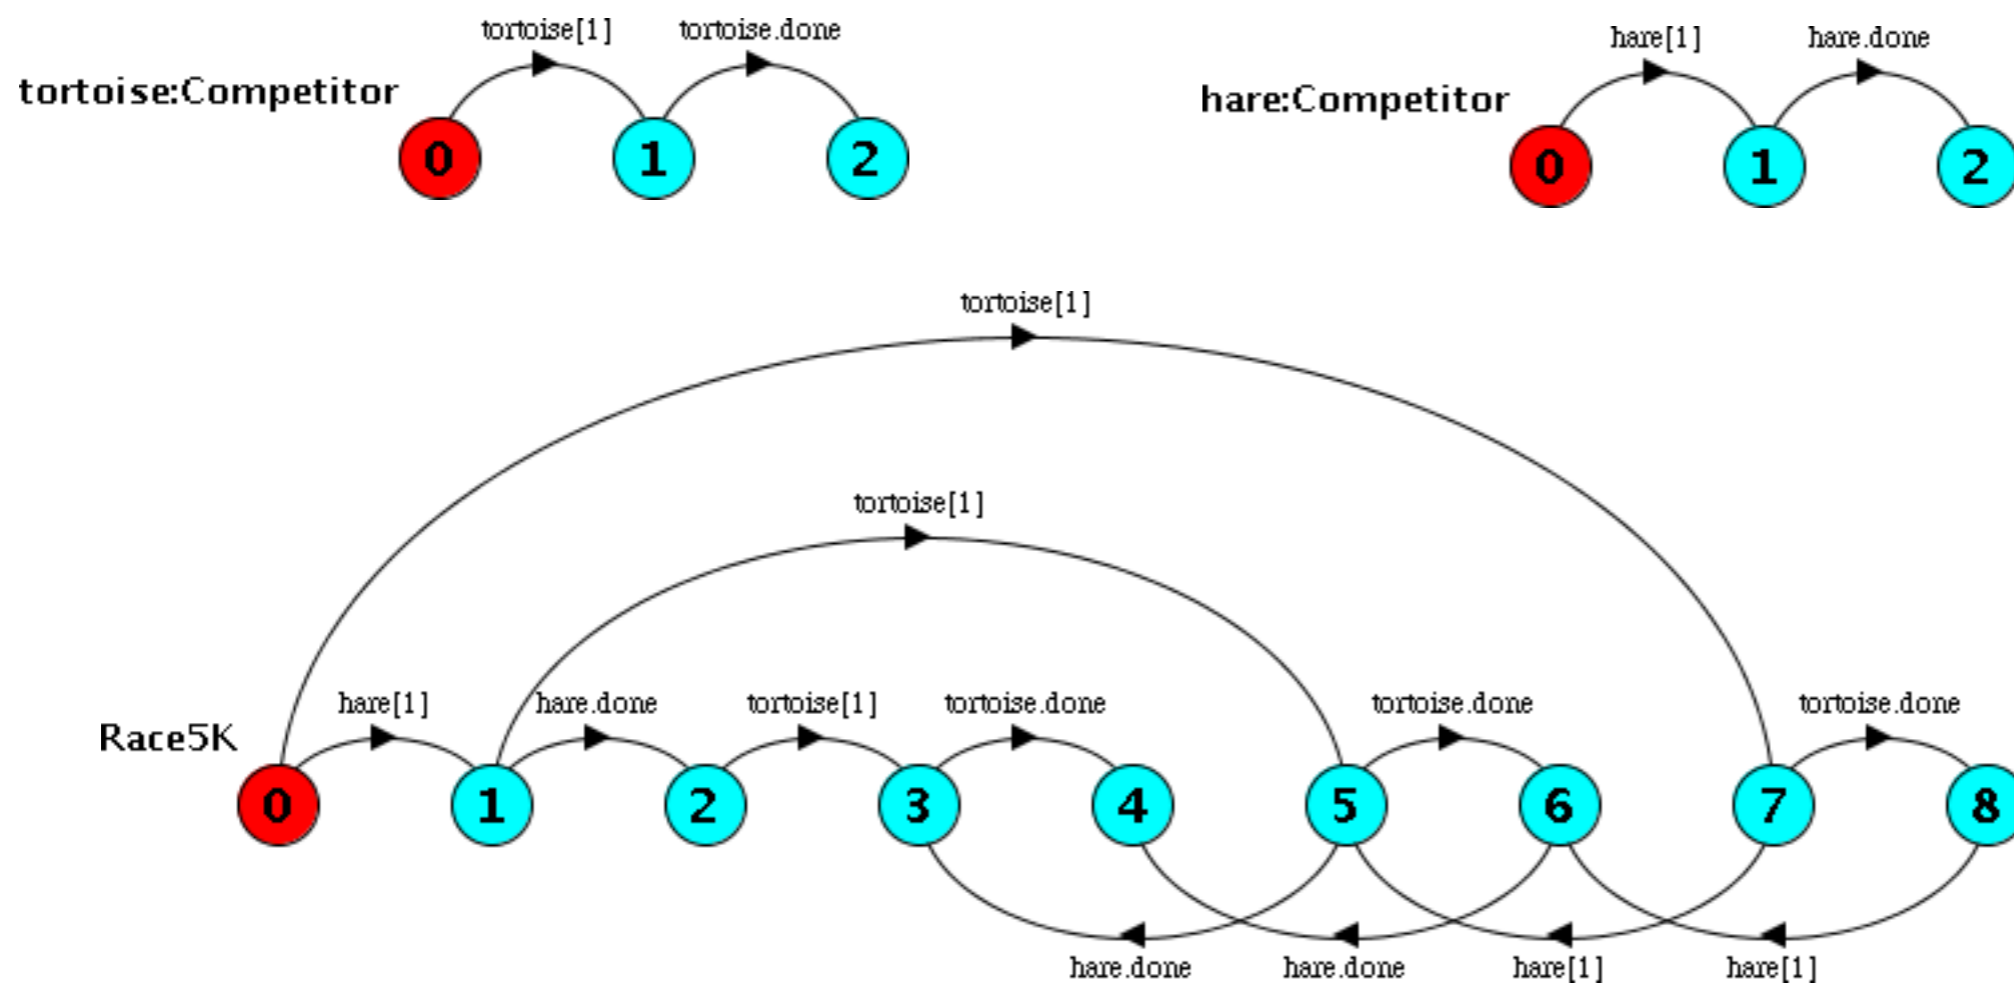 tortoise[1] tortoise.done
tortoise:Competitor
0 1 2
hare[1] hare.done
hare:Competitor
0 1 2
tortoise[1]
tortoise[1]
hare[1] hare.done tortoise[1] tortoise.done tortoise.done tortoise.done
Race5K
0 1 2 3 4 5 6 7 8
hare.done hare.done hare[1] hare[1]